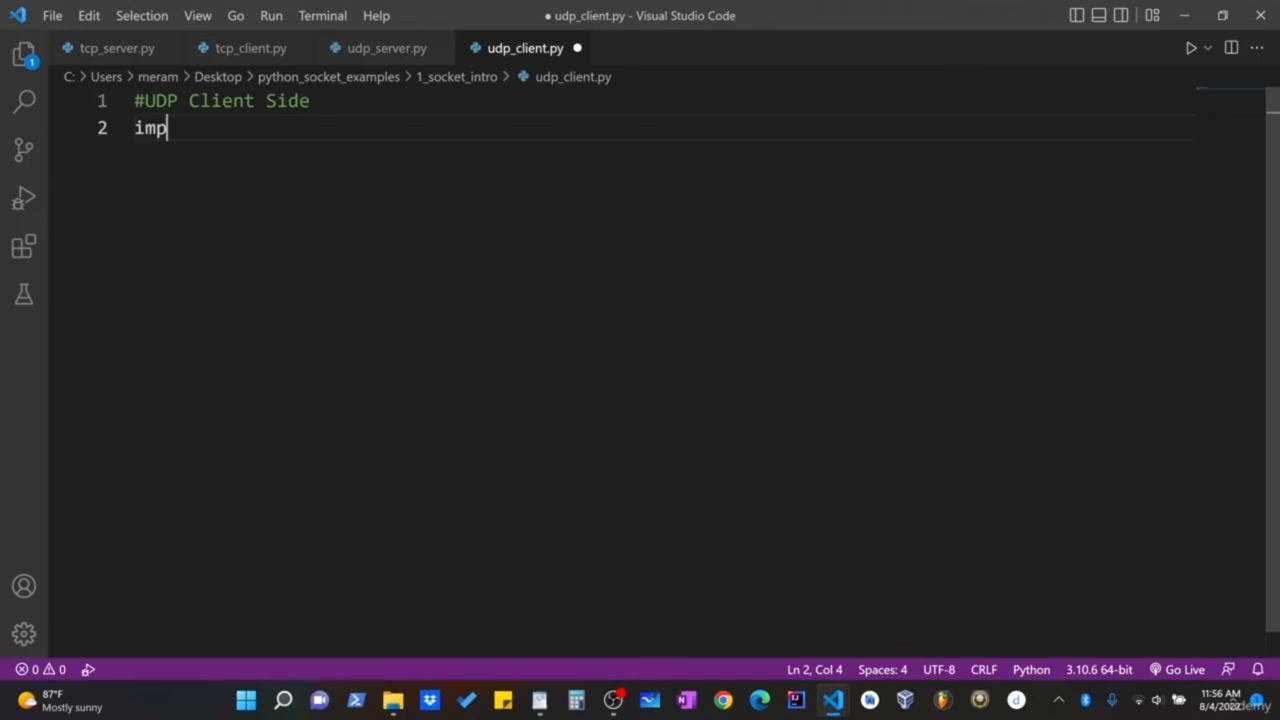 File Edit Selection View Go Run Terminal Help
● udp_client.py - Visual Studio Code
tcp_server.py tcp_client.py udp_server.py udp_client.py
C: > Users > meram > Desktop > python_socket_examples > 1_socket_intro > udp_client.py
1 #UDP Client Side
2 imp
1
0 0 Ln 2, Col 4 Spaces: 4 UTF-8 CRLF Python 3.10.6 64-bit Go Live
87°F
Mostly sunny
11:56 AM
8/4/2022